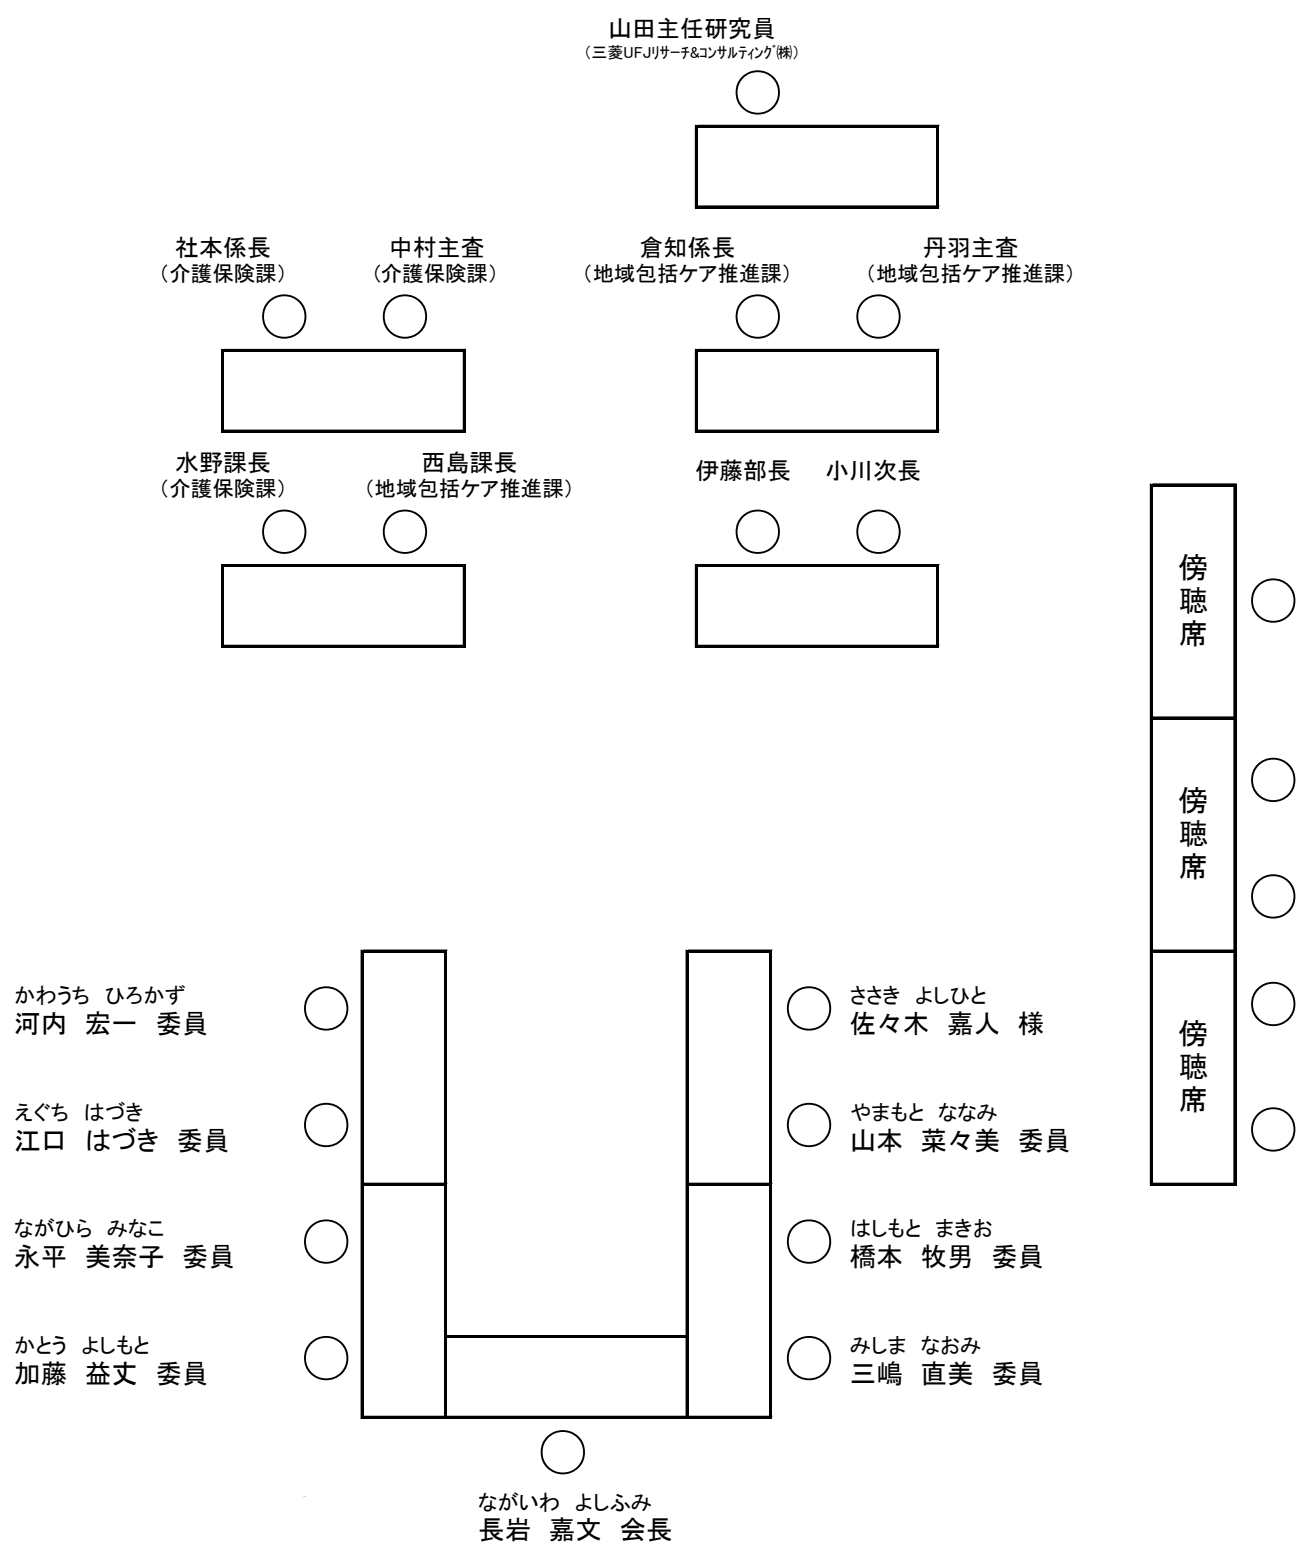 山田主任研究員
（三菱UFJﾘｻｰﾁ&ｺﾝｻﾙﾃｨﾝｸﾞ㈱）
社本係長
（介護保険課）
中村主査
（介護保険課）
倉知係長
（地域包括ケア推進課）
丹羽主査
（地域包括ケア推進課）
水野課長
（介護保険課）
西島課長
（地域包括ケア推進課）
伊藤部長
小川次長
傍聴席
傍聴席
傍聴席
かわうち　ひろかず
河内　宏一　委員
えぐち　はづき
江口　はづき　委員
ながひら　みなこ
永平　美奈子　委員
かとう　よしもと
加藤　益丈　委員
ささき　よしひと
佐々木　嘉人　様
やまもと　ななみ
山本　菜々美　委員
はしもと　まきお
橋本　牧男　委員
みしま　なおみ
三嶋　直美　委員
ながいわ　よしふみ
長岩　嘉文　会長